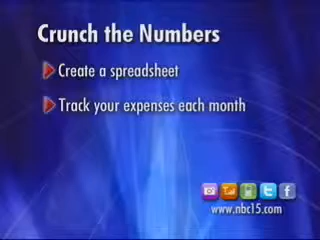 Crunch the Numbers
Create a spreadsheet
Track your expenses each month
www.nbc15.com